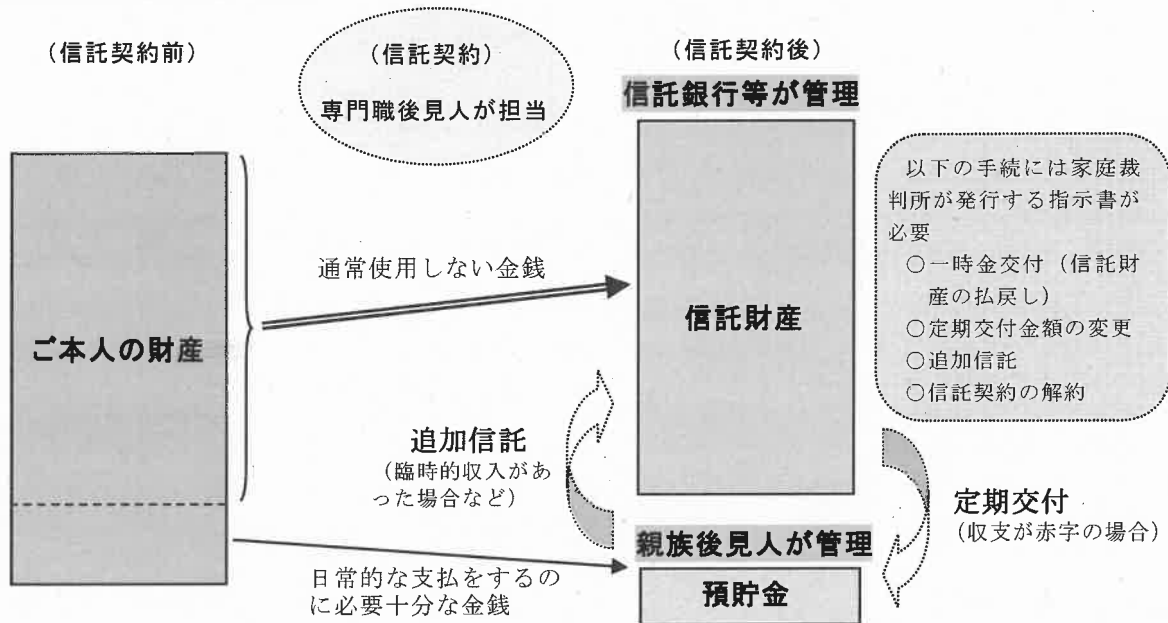 (信託契約前)
(信託契約)
専門職後見人が担当
(信託契約後)
信託銀行等が管理
以下の手続には家庭裁
判所が発行する指示書が
必要
○一時金交付(信託財
産の払戻し)
○定期交付金額の変更
○追加信託
○信託契約の解約
通常使用しない金銭
ご本人の財産
信託財産
追加信託
(臨時的収入があ
った場合など)
定期交付
(収支が赤字の場合)
親族後見人が管理
預貯金
日常的な支払をするの
に必要十分な金銭